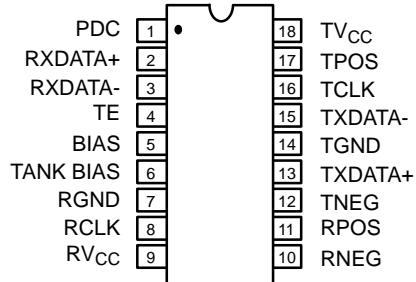 PDC 1 18 TVCC
RXDATA+ 2 17 TPOS
RXDATA- 3 16 TCLK
TE 4 15 TXDATA-
BIAS 5 14 TGND
TANK BIAS 6 13 TXDATA+
RGND 7 12 TNEG
RCLK 8 11 RPOS
RVCC 9 10 RNEG